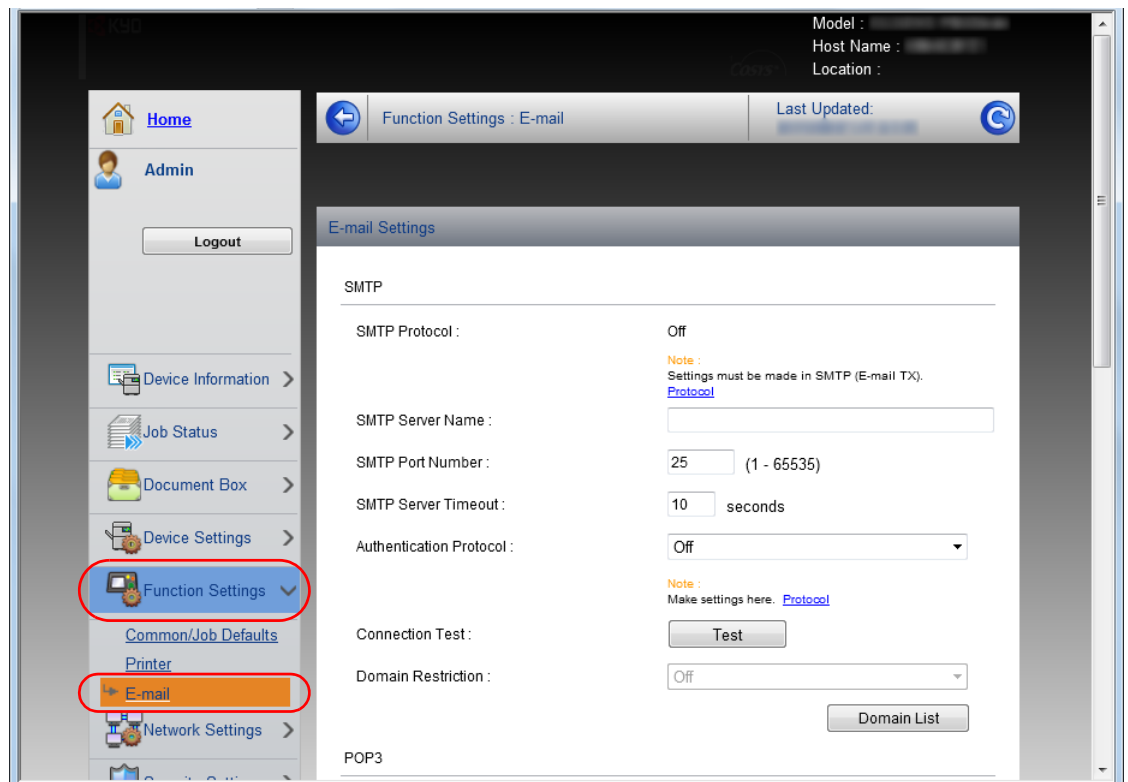 Model :
Host Name :
Location :
Home
Function Settings : E-mail
Last Updated:
Admin
Logout
E-mail Settings
SMTP
SMTP Protocol :
Off
Note :
Settings must be made in SMTP (E-mail TX).
Protocol
Device Information
SMTP Server Name :
Job Status
SMTP Port Number :
25
(1 - 65535)
Document Box
SMTP Server Timeout :
10
seconds
Device Settings
Authentication Protocol :
Off
Function Settings
Note :
Make settings here. Protocol
Common/Job Defaults
Connection Test :
Test
Printer
Domain Restriction :
Off
E-mail
Domain List
Network Settings
POP3